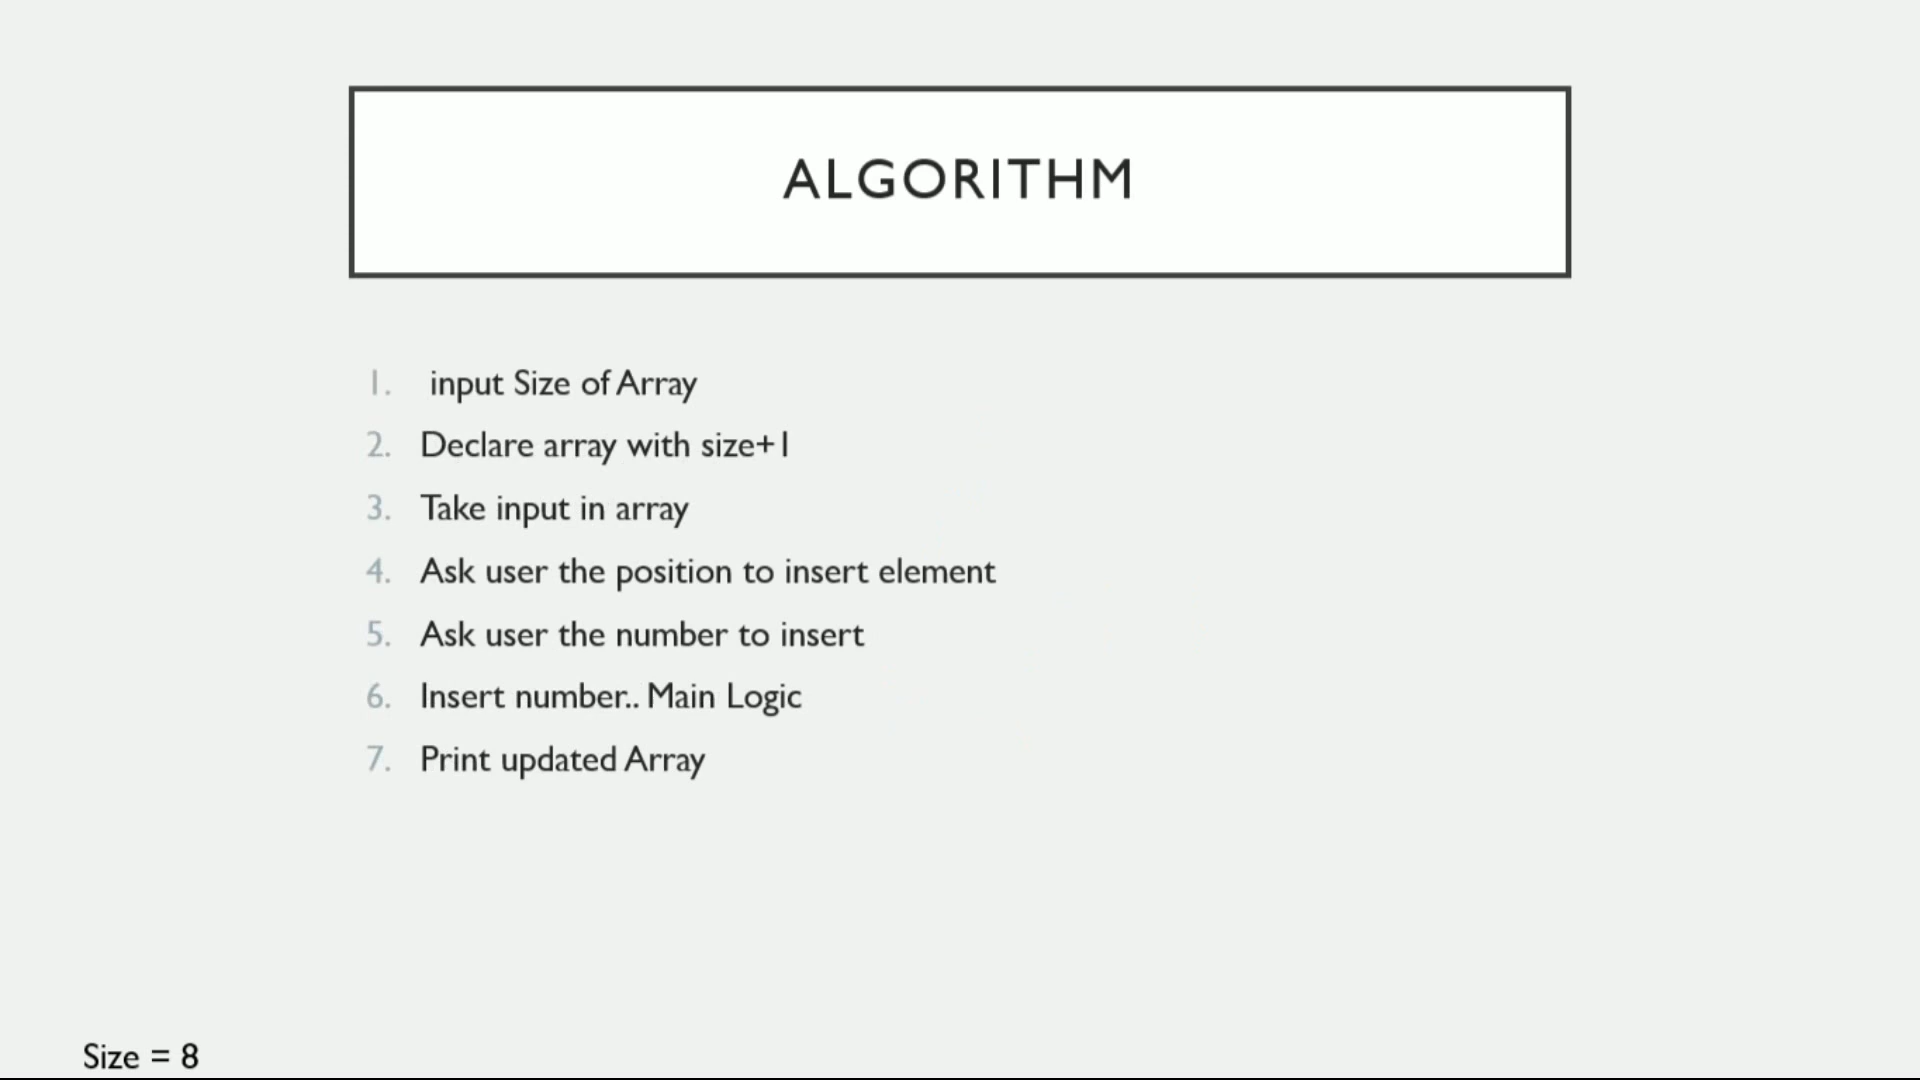 ALGORITHM
1. input Size of Array
2. Declare array with size+1
3. Take input in array
4. Ask user the position to insert element
5. Ask user the number to insert
6. Insert number.. Main Logic
7. Print updated Array
Size = 8